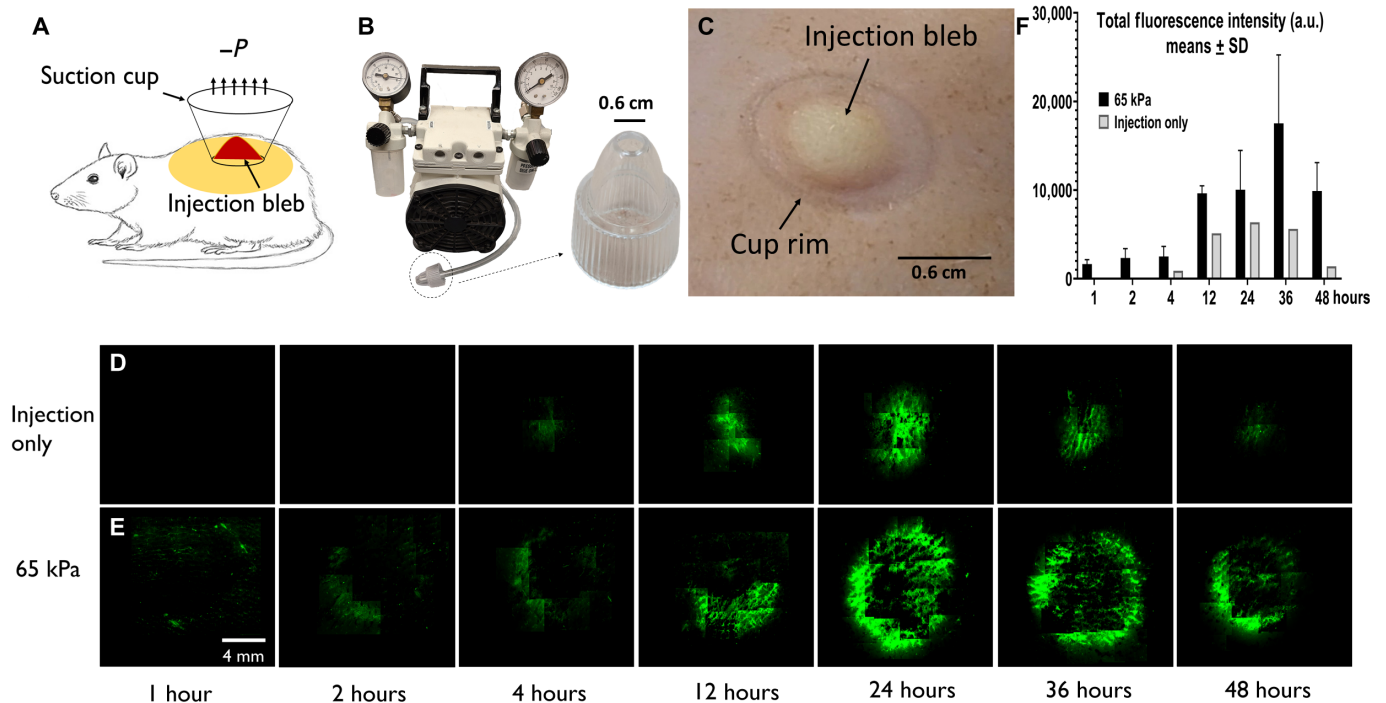 A
–P
Suction cup
Injection bleb
B
0.6 cm
C
Injection bleb
Cup rim
0.6 cm
F
Total fluorescence intensity (a.u.)
means ± SD
65 kPa
Injection only
30,000
20,000
10,000
0
1 2 4 12 24 36 48 hours
D
Injection
only
E
65 kPa
4 mm
1 hour 2 hours 4 hours 12 hours 24 hours 36 hours 48 hours